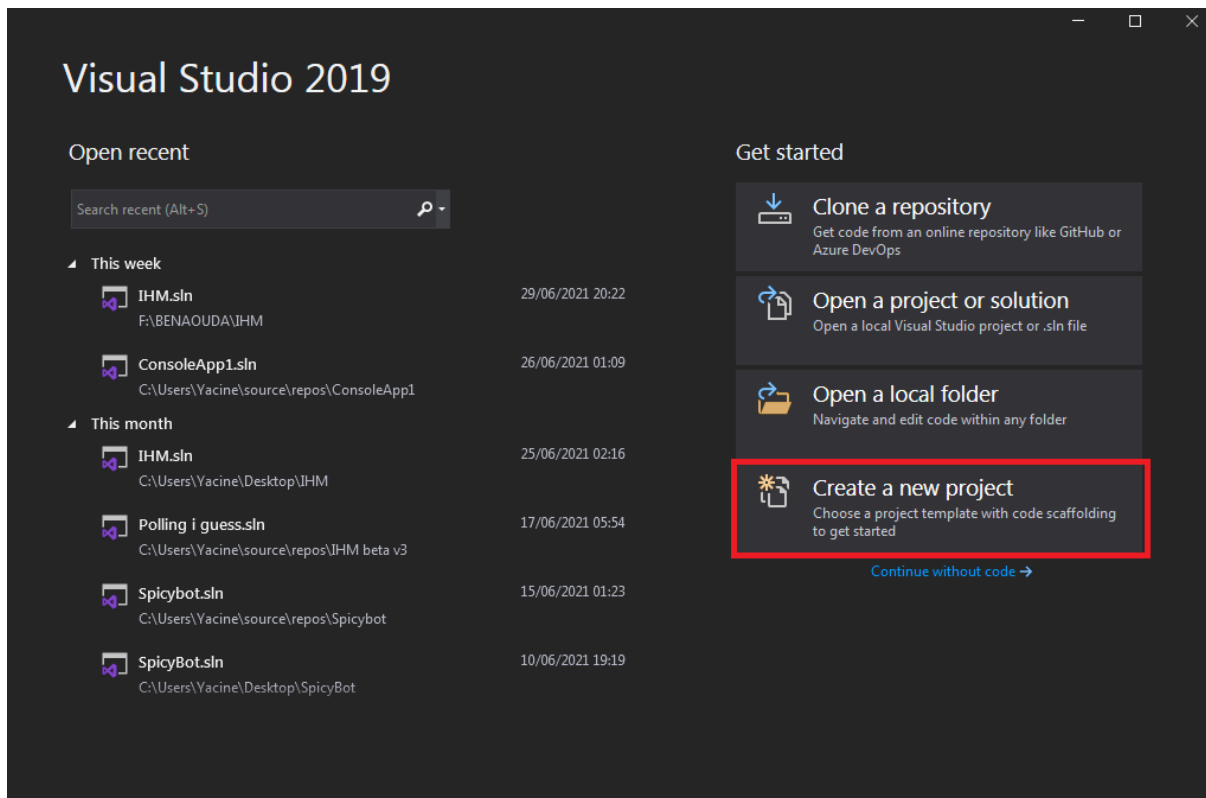 Visual Studio 2019
Open recent
Search recent (Alt+S)
This week
IHM.sln 29/06/2021 20:22
F:\BENAOUDA\IHM
ConsoleApp1.sln 26/06/2021 01:09
C:\Users\Yacine\source\repos\ConsoleApp1
This month
IHM.sln 25/06/2021 02:16
C:\Users\Yacine\Desktop\IHM
Polling i guess.sln 17/06/2021 05:54
C:\Users\Yacine\source\repos\IHM beta v3
Spicybot.sln 15/06/2021 01:23
C:\Users\Yacine\source\repos\Spicybot
SpicyBot.sln 10/06/2021 19:19
C:\Users\Yacine\Desktop\SpicyBot
Get started
Clone a repository
Get code from an online repository like GitHub or
Azure DevOps
Open a project or solution
Open a local Visual Studio project or .sln file
Open a local folder
Navigate and edit code within any folder
Create a new project
Choose a project template with code scaffolding
to get started
Continue without code →